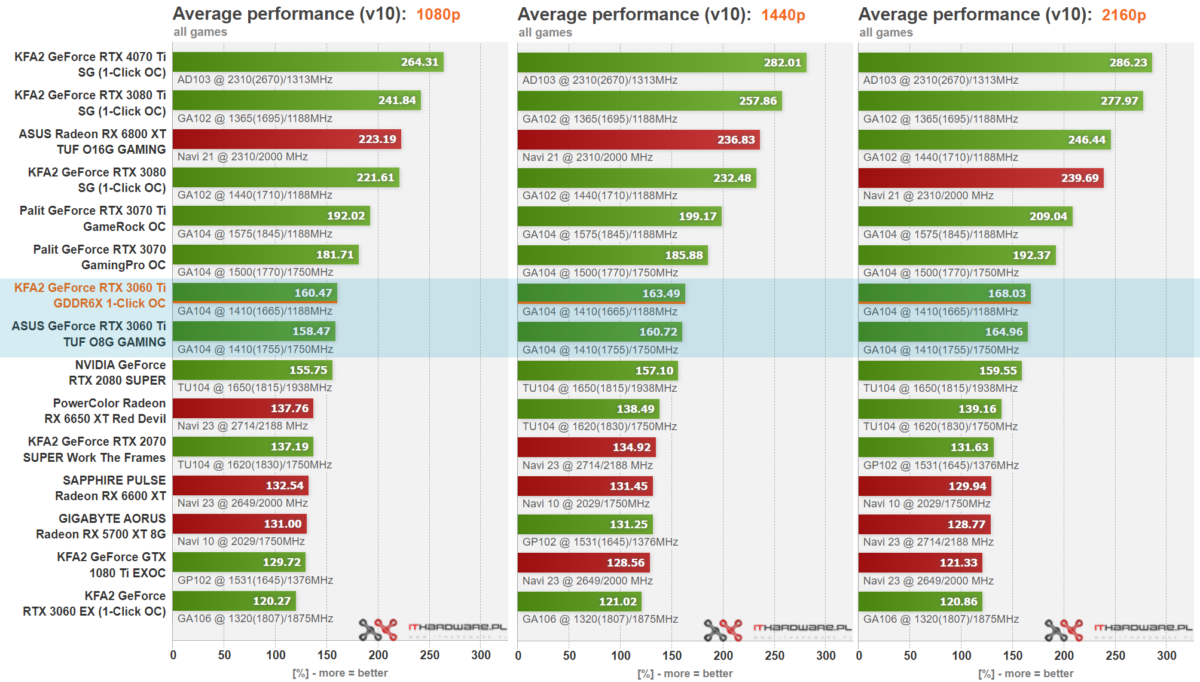 Average performance (v10): 1080p
all games
KFA2 GeForce RTX 4070 Ti
SG (1-Click OC)
264.31
AD103 @ 2310(2670)/1313MHz
KFA2 GeForce RTX 3080 Ti
SG (1-Click OC)
241.84
GA102 @ 1365(1695)/1188MHz
ASUS Radeon RX 6800 XT
TUF O16G GAMING
223.19
Navi 21 @ 2310/2000 MHz
KFA2 GeForce RTX 3080
SG (1-Click OC)
221.61
GA102 @ 1440(1710)/1188MHz
Palit GeForce RTX 3070 Ti
GameRock OC
192.02
GA104 @ 1575(1845)/1188MHz
Palit GeForce RTX 3070
GamingPro OC
181.71
GA104 @ 1500(1770)/1750MHz
KFA2 GeForce RTX 3060 Ti
GDDR6X 1-Click OC
160.47
GA104 @ 1410(1665)/1188MHz
ASUS GeForce RTX 3060 Ti
TUF O8G GAMING
158.47
GA104 @ 1410(1755)/1750MHz
NVIDIA GeForce
RTX 2080 SUPER
155.75
TU104 @ 1650(1815)/1938MHz
PowerColor Radeon
RX 6650 XT Red Devil
137.76
Navi 23 @ 2714/2188 MHz
KFA2 GeForce RTX 2070
SUPER Work The Frames
137.19
TU104 @ 1620(1830)/1750MHz
SAPPHIRE PULSE
Radeon RX 6600 XT
132.54
Navi 23 @ 2649/2000 MHz
GIGABYTE AORUS
Radeon RX 5700 XT 8G
131.00
Navi 10 @ 2029/1750MHz
KFA2 GeForce GTX
1080 Ti EXOC
129.72
GP102 @ 1531(1645)/1376MHz
KFA2 GeForce
RTX 3060 EX (1-Click OC)
120.27
GA106 @ 1320(1807)/1875MHz
ITHARDWARE.PL
WWW.ITHARDWARE.PL
0 50 100 150 200 250 300
[%] - more = better
Average performance (v10): 1440p
all games
282.01
AD103 @ 2310(2670)/1313MHz
257.86
GA102 @ 1365(1695)/1188MHz
236.83
Navi 21 @ 2310/2000 MHz
232.48
GA102 @ 1440(1710)/1188MHz
199.17
GA104 @ 1575(1845)/1188MHz
185.88
GA104 @ 1500(1770)/1750MHz
163.49
GA104 @ 1410(1665)/1188MHz
160.72
GA104 @ 1410(1755)/1750MHz
157.10
TU104 @ 1650(1815)/1938MHz
138.49
TU104 @ 1620(1830)/1750MHz
134.92
Navi 23 @ 2714/2188 MHz
131.45
Navi 10 @ 2029/1750MHz
131.25
GP102 @ 1531(1645)/1376MHz
128.56
Navi 23 @ 2649/2000 MHz
121.02
GA106 @ 1320(1807)/1875MHz
ITHARDWARE.PL
WWW.ITHARDWARE.PL
0 50 100 150 200 250 300
[%] - more = better
Average performance (v10): 2160p
all games
286.23
AD103 @ 2310(2670)/1313MHz
277.97
GA102 @ 1365(1695)/1188MHz
246.44
GA102 @ 1440(1710)/1188MHz
239.69
Navi 21 @ 2310/2000 MHz
209.04
GA104 @ 1575(1845)/1188MHz
192.37
GA104 @ 1500(1770)/1750MHz
168.03
GA104 @ 1410(1665)/1188MHz
164.96
GA104 @ 1410(1755)/1750MHz
159.55
TU104 @ 1650(1815)/1938MHz
139.16
TU104 @ 1620(1830)/1750MHz
131.63
GP102 @ 1531(1645)/1376MHz
129.94
Navi 10 @ 2029/1750MHz
128.77
Navi 23 @ 2714/2188 MHz
121.33
Navi 23 @ 2649/2000 MHz
120.86
GA106 @ 1320(1807)/1875MHz
ITHARDWARE.PL
WWW.ITHARDWARE.PL
0 50 100 150 200 250 300
[%] - more = better